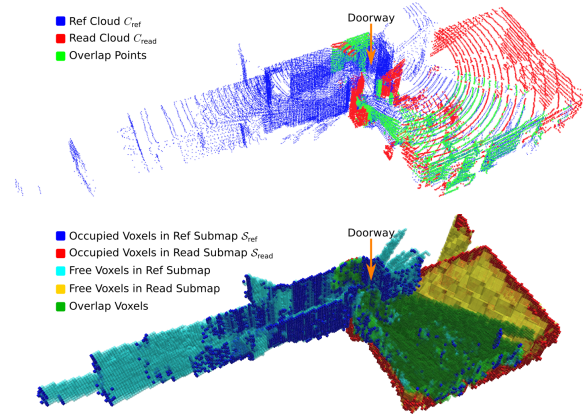 Doorway
Ref Cloud C_ref
Read Cloud C_read
Overlap Points
Doorway
Occupied Voxels in Ref Submap S_ref
Occupied Voxels in Read Submap S_read
Free Voxels in Ref Submap
Free Voxels in Read Submap
Overlap Voxels